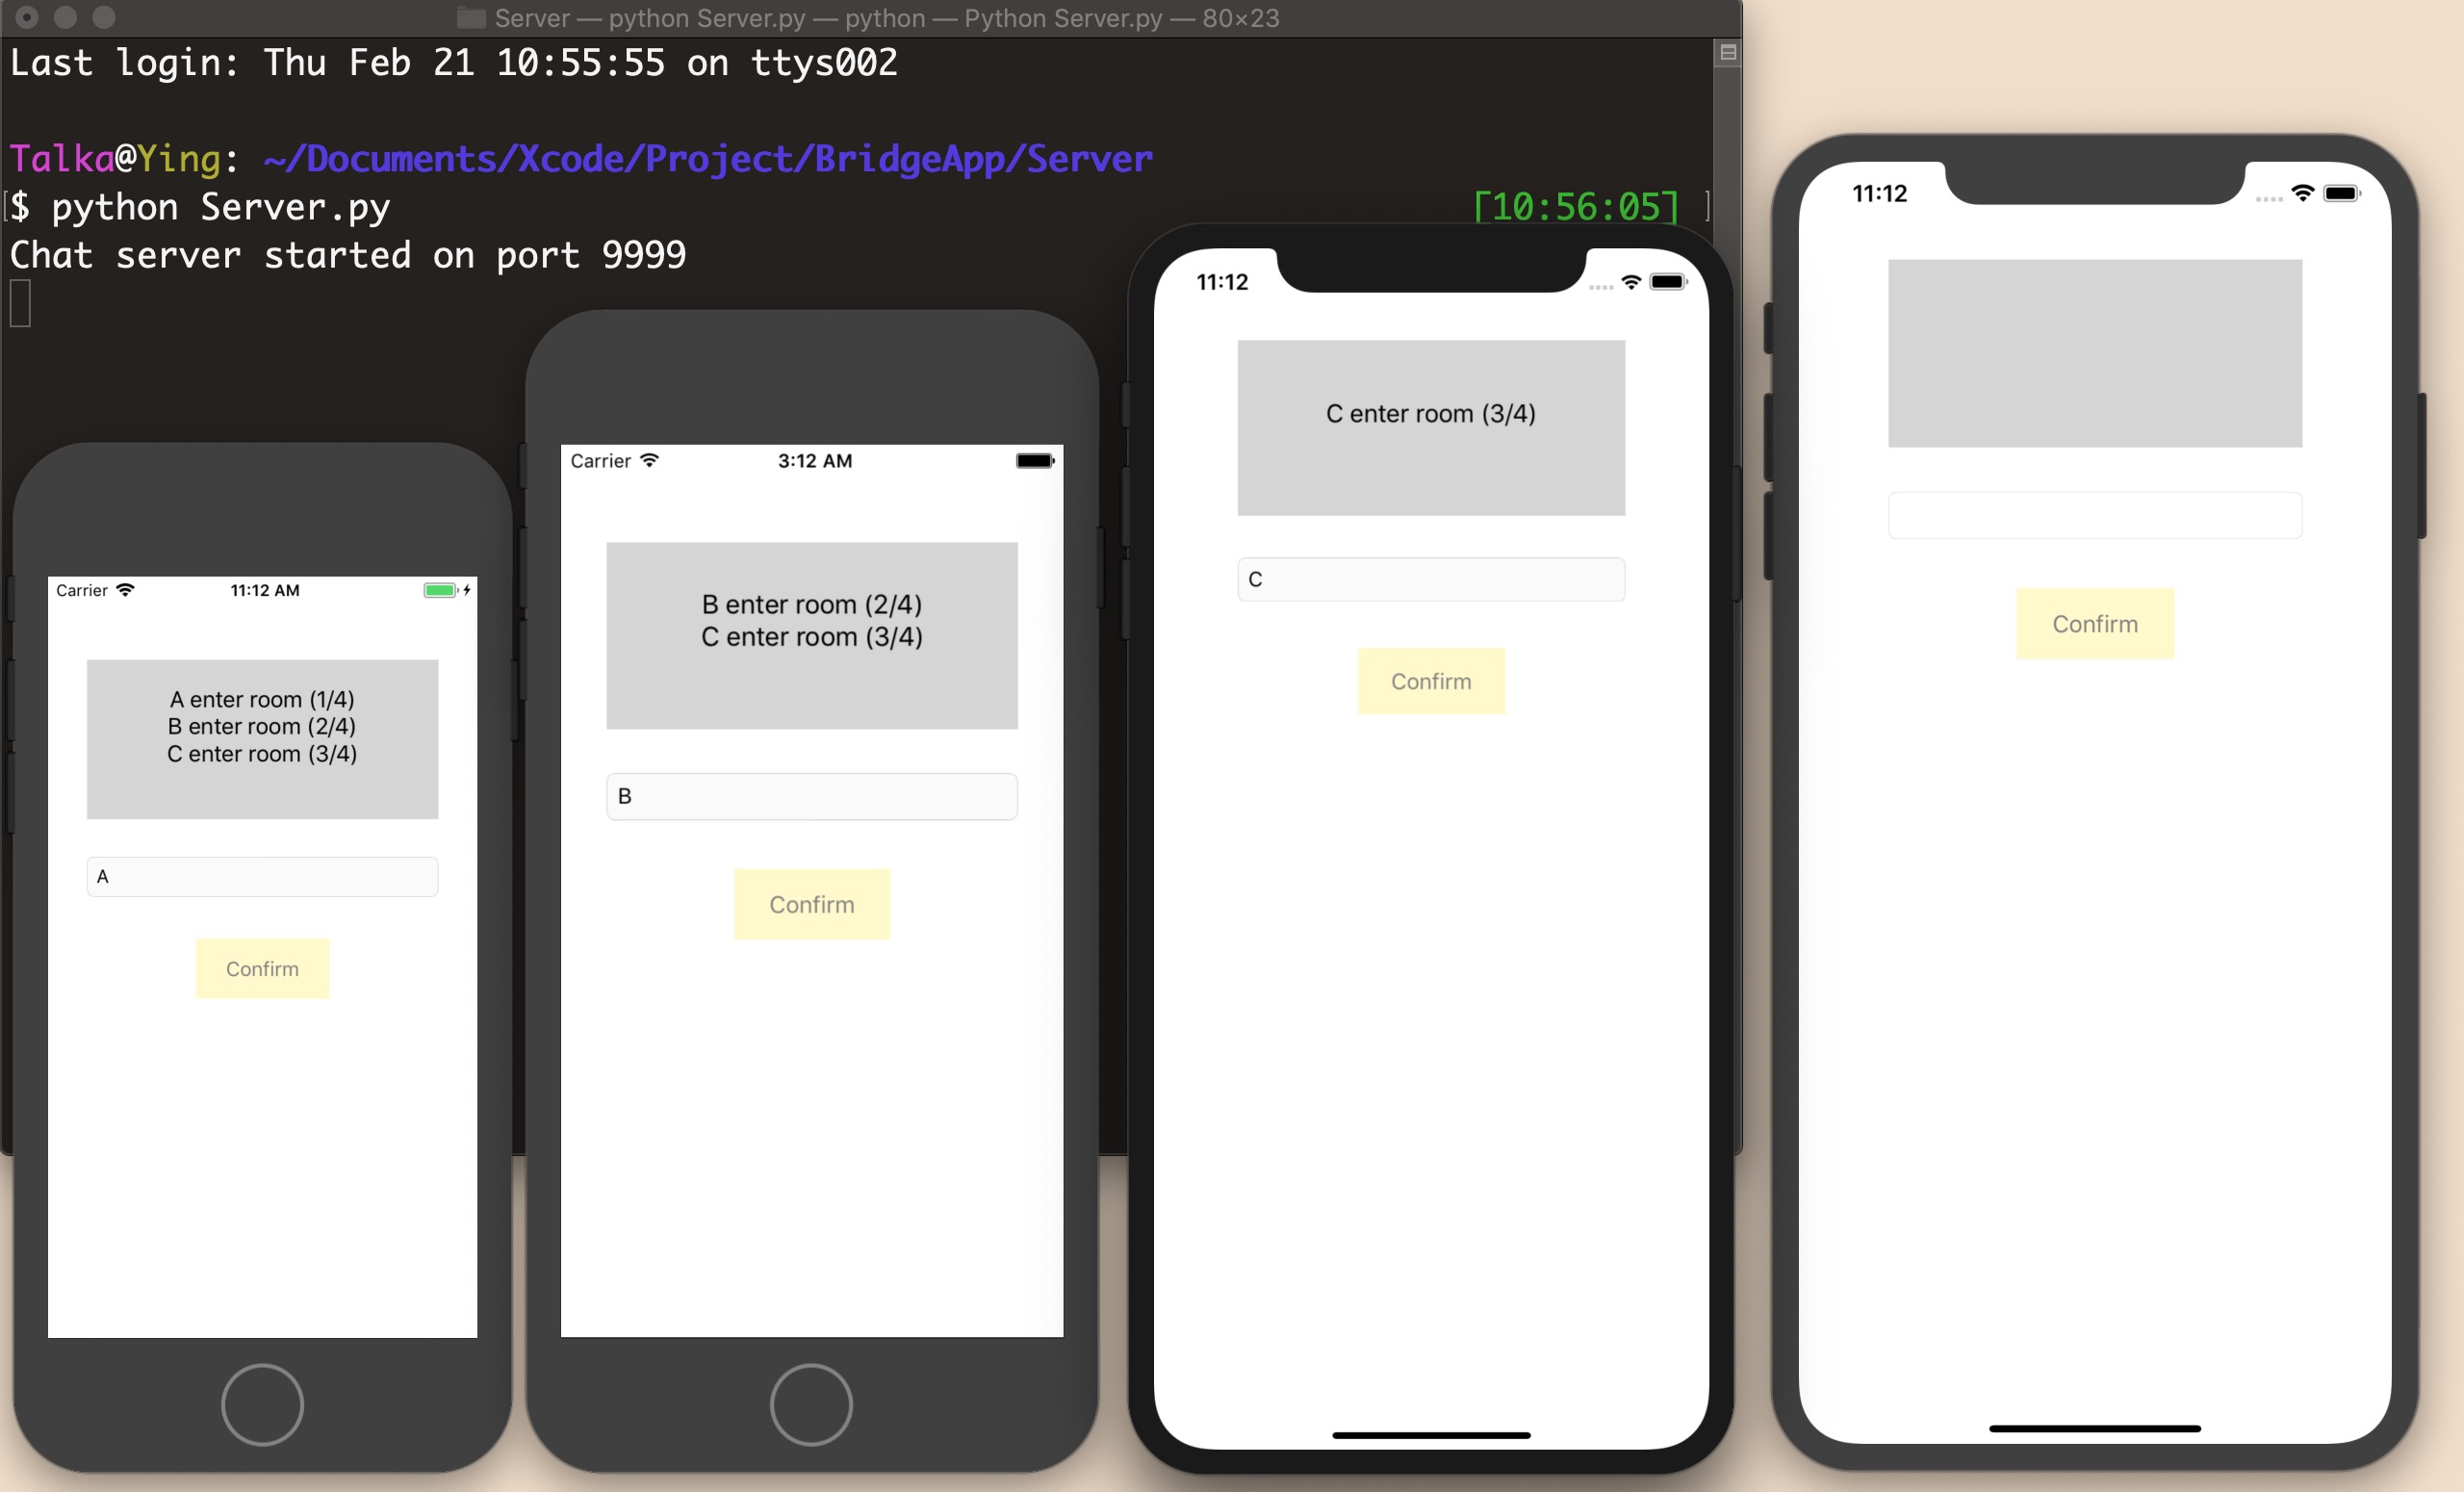 Server — python Server.py — python — Python Server.py — 80×23
Last login: Thu Feb 21 10:55:55 on ttys002
Talka@Ying: ~/Documents/Xcode/Project/BridgeApp/Server
[$ python Server.py [10:56:05] ]
Chat server started on port 9999
Carrier 11:12 AM
A enter room (1/4)
B enter room (2/4)
C enter room (3/4)
A
Confirm
Carrier 3:12 AM
B enter room (2/4)
C enter room (3/4)
B
Confirm
11:12
C enter room (3/4)
C
Confirm
11:12
Confirm